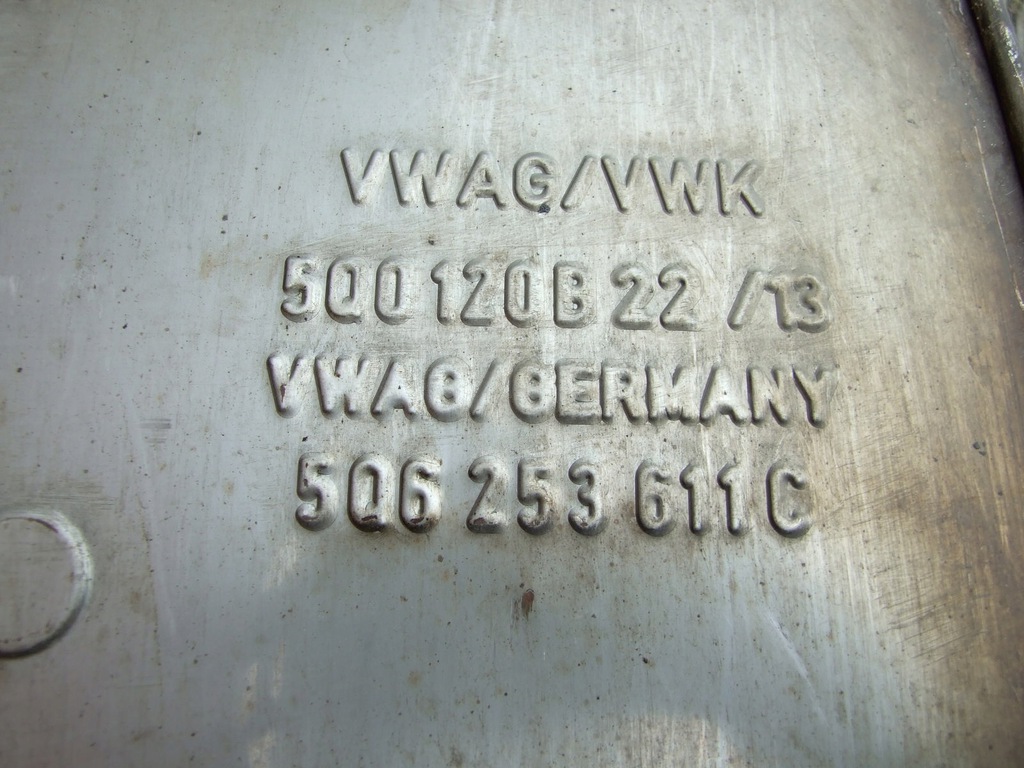 VWAG/VWK
5Q0 120B 22 /13
VWAG/GERMANY
5Q6 253 611 C